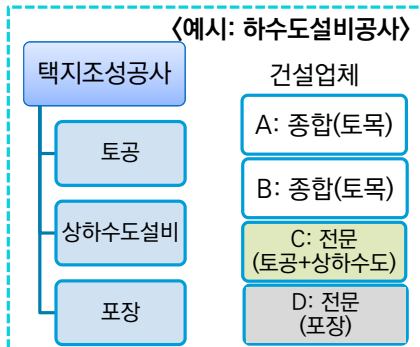 〈예시: 하수도설비공사〉
택지조성공사
토공
상하수도설비
포장
건설업체
A: 종합(토목)
B: 종합(토목)
C: 전문
(토공+상하수도)
D: 전문
(포장)